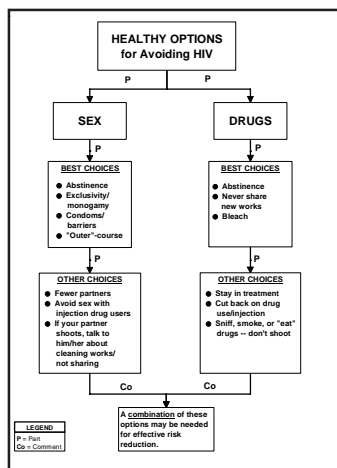 HEALTHY OPTIONS
for Avoiding HIV
P P
SEX
DRUGS
P
P
BEST CHOICES
● Abstinence
● Exclusivity/
monogamy
● Condoms/
barriers
● "Outer"-course
BEST CHOICES
● Abstinence
● Never share
new works
● Bleach
P
P
OTHER CHOICES
● Fewer partners
● Avoid sex with
injection drug users
● If your partner
shoots, talk to
him/her about
cleaning works/
not sharing
OTHER CHOICES
● Stay in treatment
● Cut back on drug
use/injection
● Sniff, smoke, or "eat"
drugs -- don't shoot
Co Co
A combination of these
options may be needed
for effective risk
reduction.
LEGEND
P = Part
Co = Comment